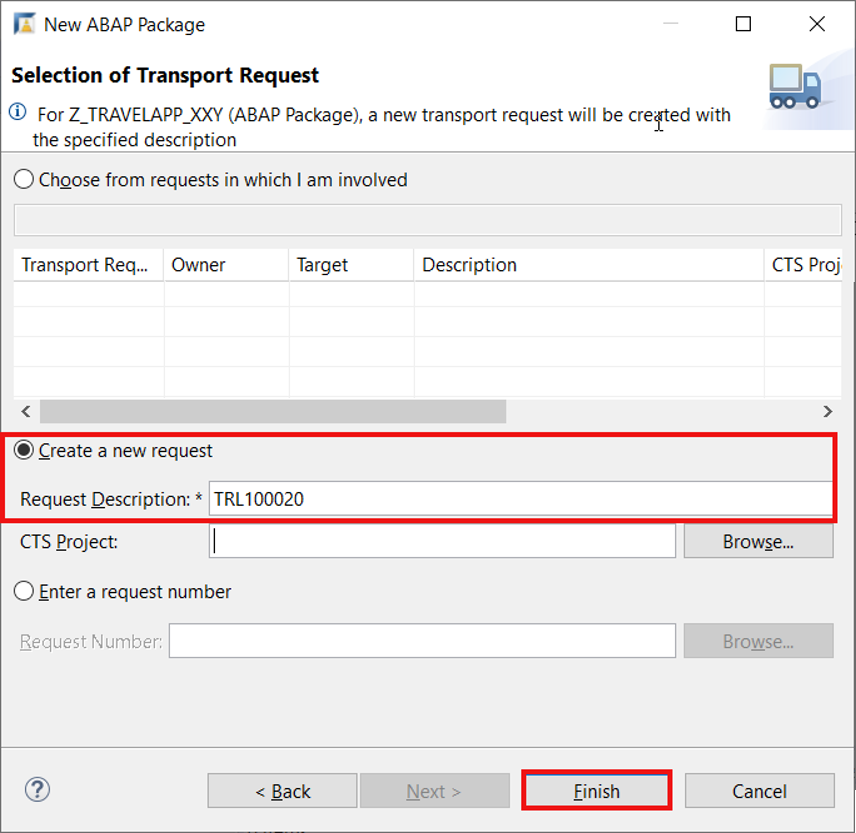 New ABAP Package
Selection of Transport Request
For Z_TRAVELAPP_XXY (ABAP Package), a new transport request will be created with
the specified description
Choose from requests in which I am involved
Transport Req... Owner Target Description CTS Proj
Create a new request
Request Description: * TRL100020
CTS Project: Browse...
Enter a request number
Request Number: Browse...
< Back Next > Finish Cancel